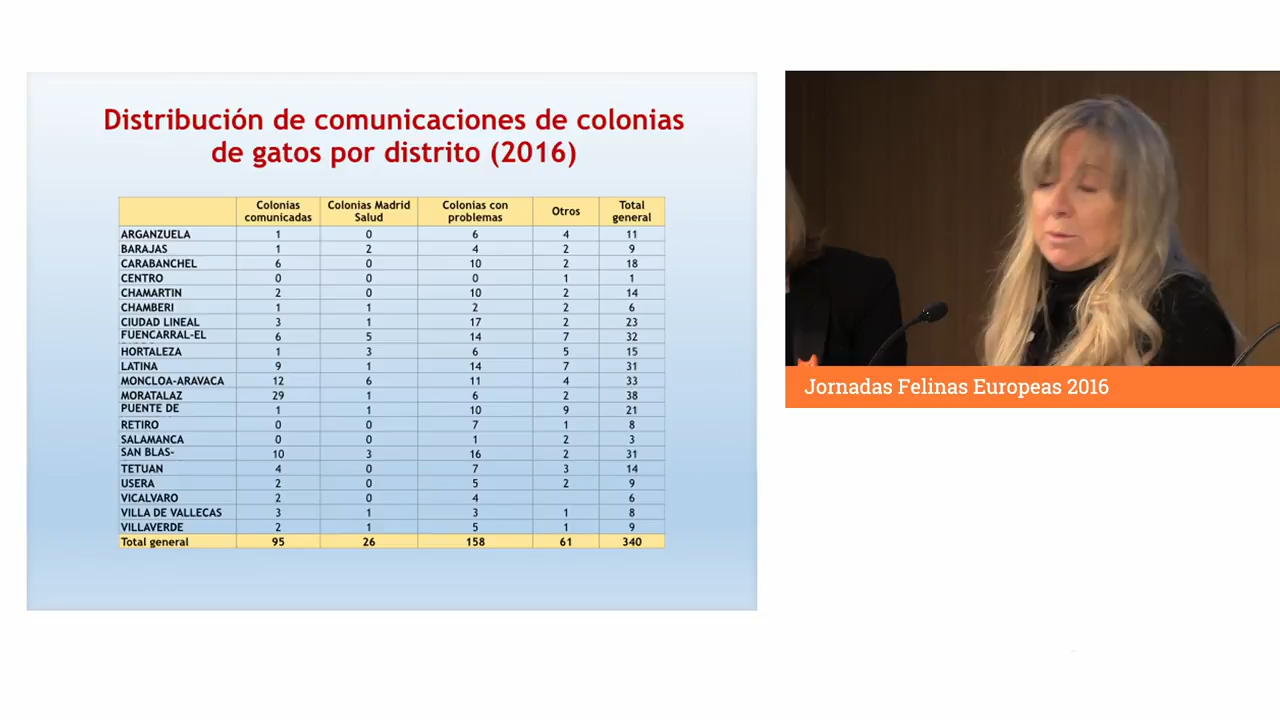 Distribución de comunicaciones de colonias
de gatos por distrito (2016)
Colonias comunicadas Colonias Madrid Salud Colonias con problemas Otros Total general
ARGANZUELA 1 0 6 4 11
BARAJAS 1 2 4 2 9
CARABANCHEL 6 0 10 2 18
CENTRO 0 0 0 1 1
CHAMARTIN 2 0 10 2 14
CHAMBERI 1 1 2 2 6
CIUDAD LINEAL 3 1 17 2 23
FUENCARRAL-EL 6 5 14 7 32
HORTALEZA 1 3 6 5 15
LATINA 9 1 14 7 31
MONCLOA-ARAVACA 12 6 11 4 33
MORATALAZ 29 1 6 2 38
PUENTE DE 1 1 10 9 21
RETIRO 0 0 7 1 8
SALAMANCA 0 0 1 2 3
SAN BLAS- 10 3 16 2 31
TETUAN 4 0 7 3 14
USERA 2 0 5 2 9
VICALVARO 2 0 4 6
VILLA DE VALLECAS 3 1 3 1 8
VILLAVERDE 2 1 5 1 9
Total general 95 26 158 61 340
Jornadas Felinas Europeas 2016